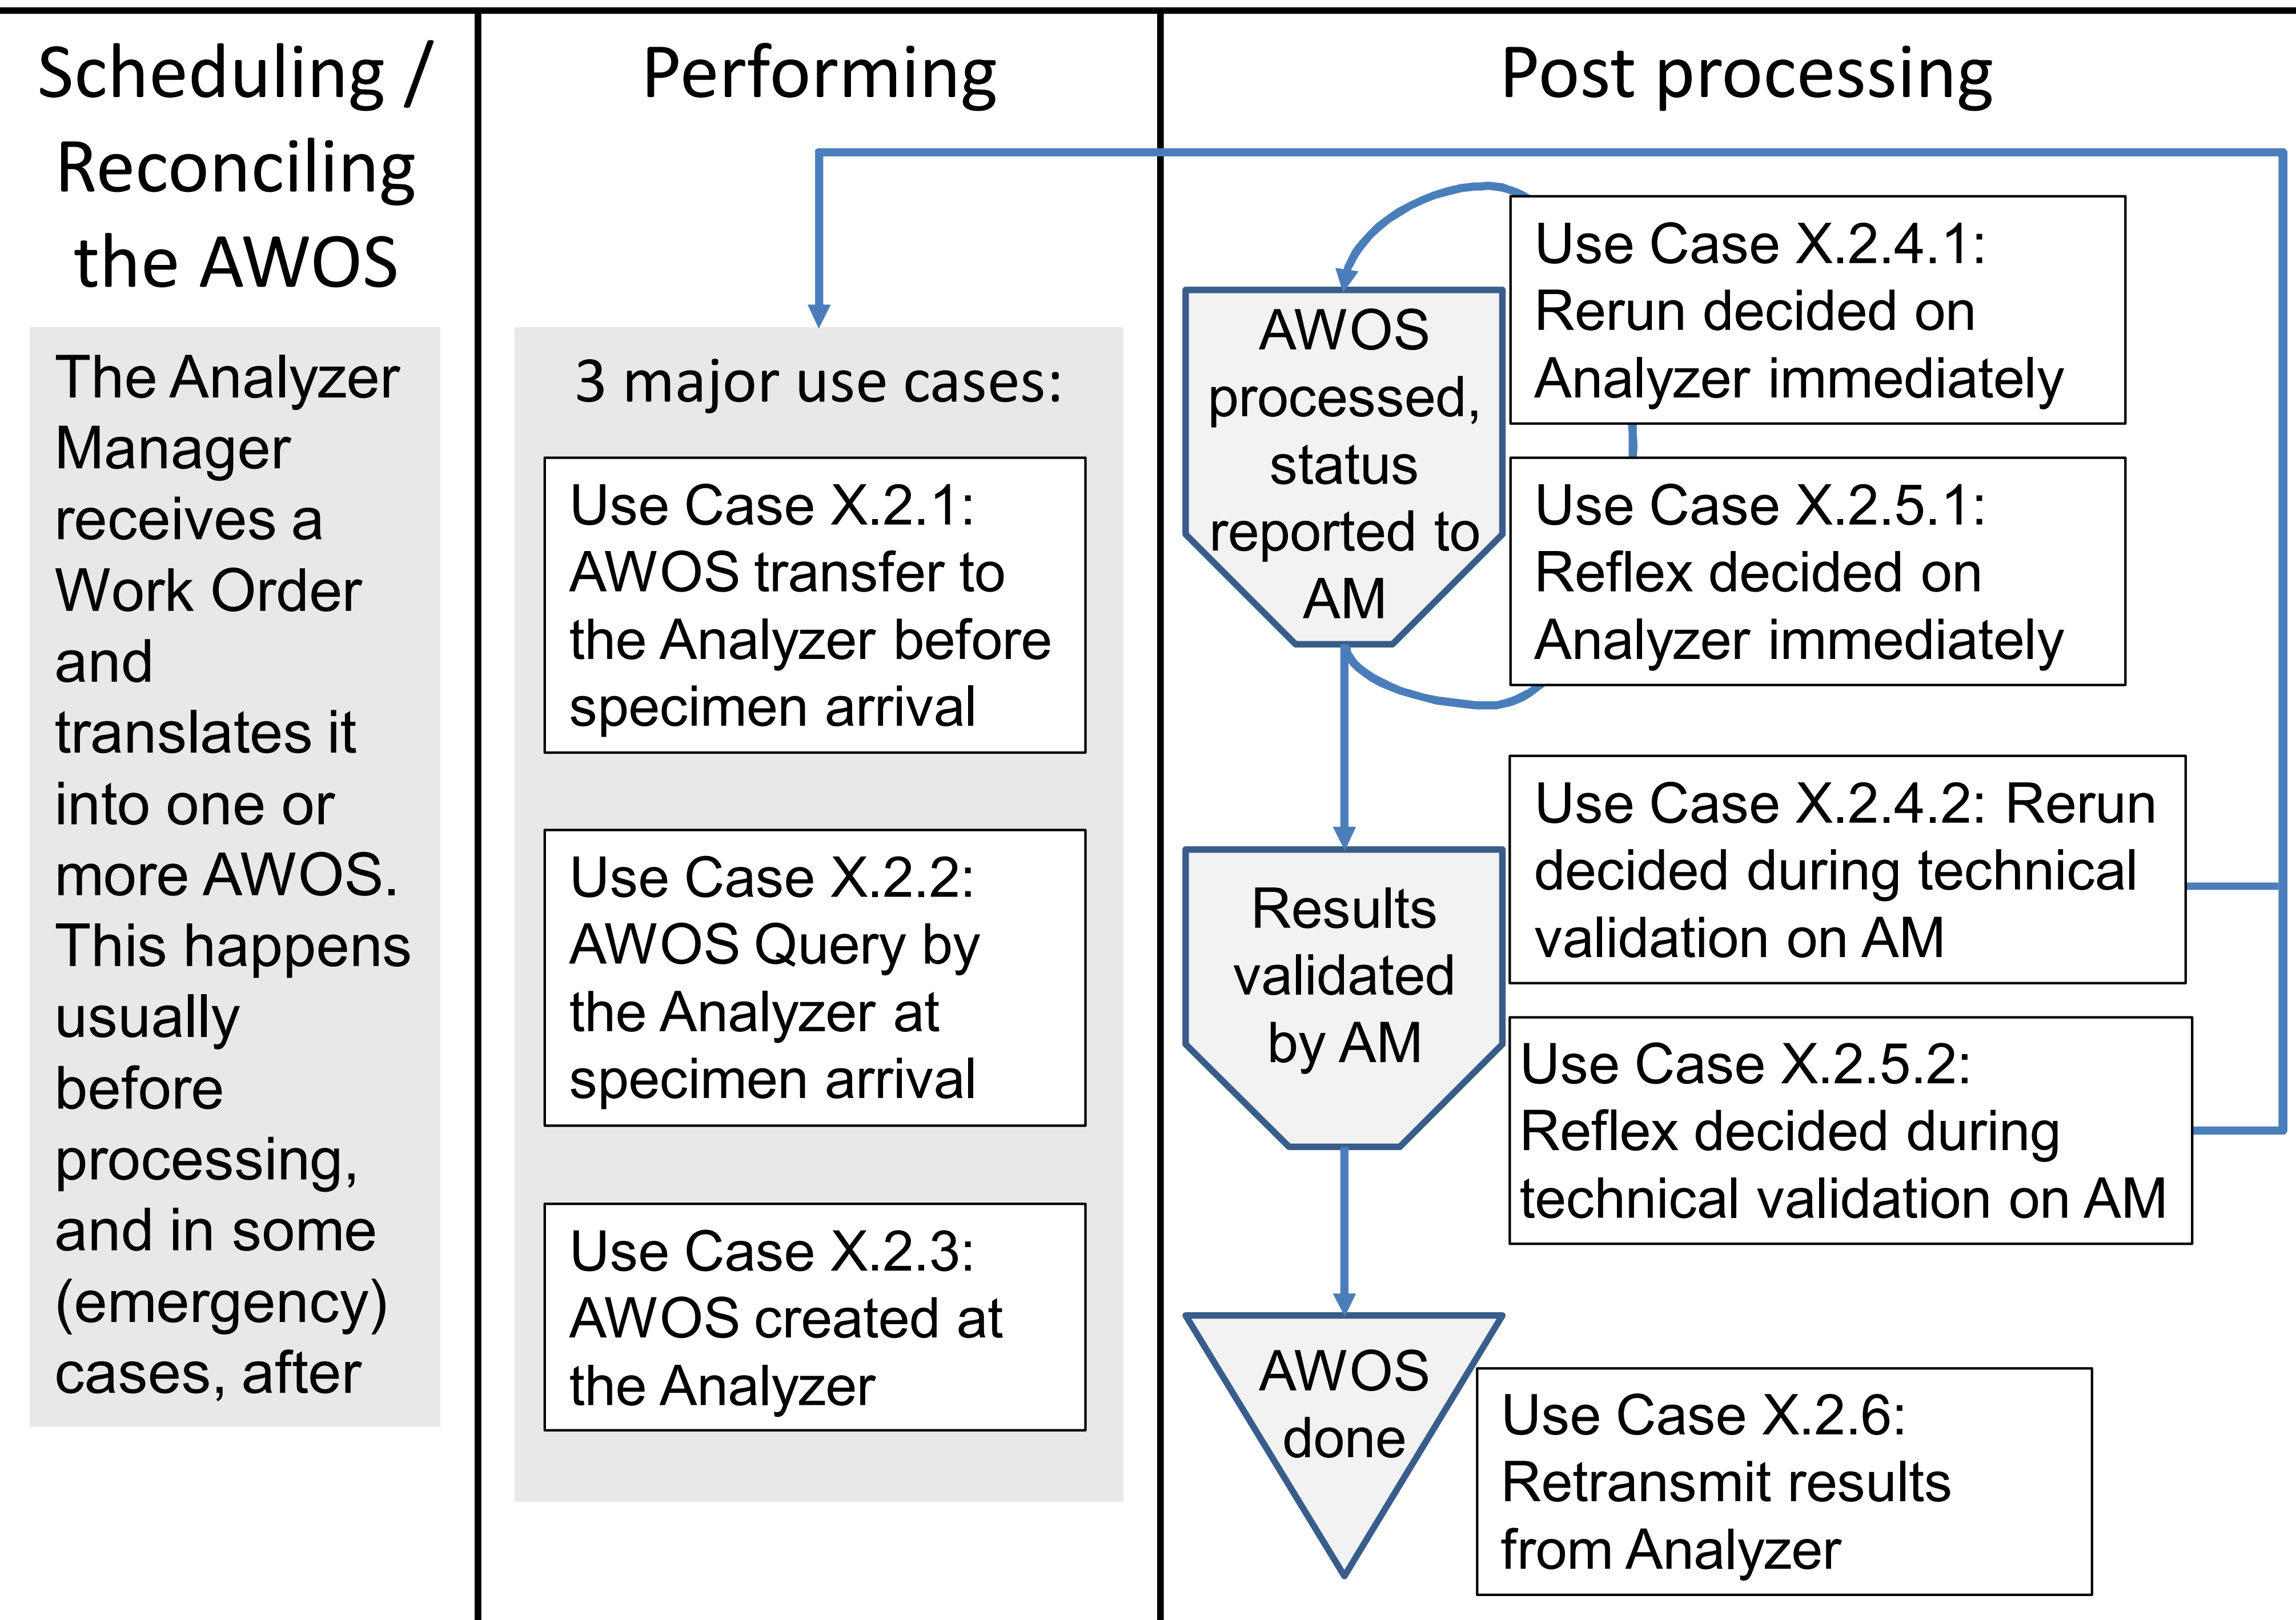 Scheduling /
Reconciling
the AWOS
The Analyzer
Manager
receives a
Work Order
and
translates it
into one or
more AWOS.
This happens
usually
before
processing,
and in some
(emergency)
cases, after
Performing
3 major use cases:
Use Case X.2.1:
AWOS transfer to
the Analyzer before
specimen arrival
Use Case X.2.2:
AWOS Query by
the Analyzer at
specimen arrival
Use Case X.2.3:
AWOS created at
the Analyzer
Post processing
AWOS
processed,
status
reported to
AM
Use Case X.2.4.1:
Rerun decided on
Analyzer immediately
Use Case X.2.5.1:
Reflex decided on
Analyzer immediately
Results
validated
by AM
Use Case X.2.4.2: Rerun
decided during technical
validation on AM
Use Case X.2.5.2:
Reflex decided during
technical validation on AM
AWOS
done
Use Case X.2.6:
Retransmit results
from Analyzer